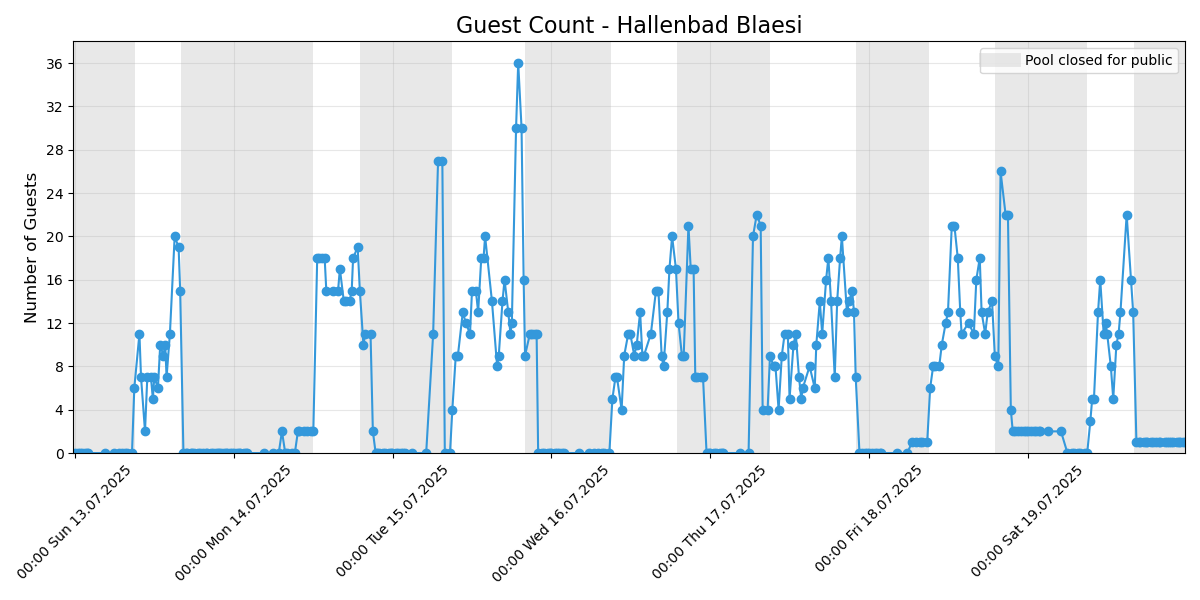 Guest Count - Hallenbad Blaesi
Pool closed for public
Number of Guests
36
32
28
24
20
16
12
8
4
0
00:00 Sun 13.07.2025
00:00 Mon 14.07.2025
00:00 Tue 15.07.2025
00:00 Wed 16.07.2025
00:00 Thu 17.07.2025
00:00 Fri 18.07.2025
00:00 Sat 19.07.2025